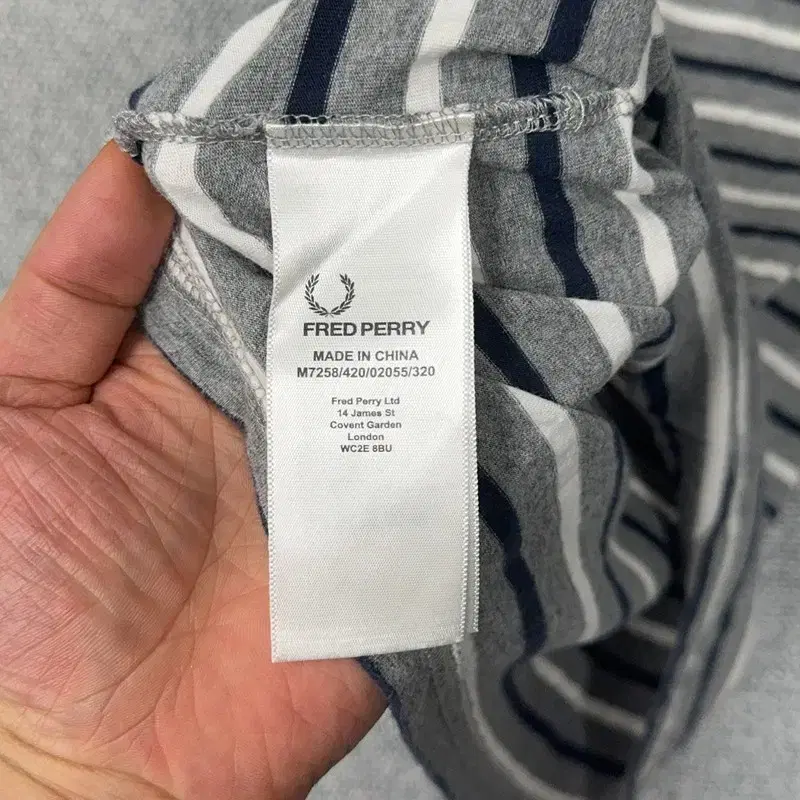 FRED PERRY
MADE IN CHINA
M7258/420/02055/320
Fred Perry Ltd
14 James St
Covent Garden
London
WC2E 8BU